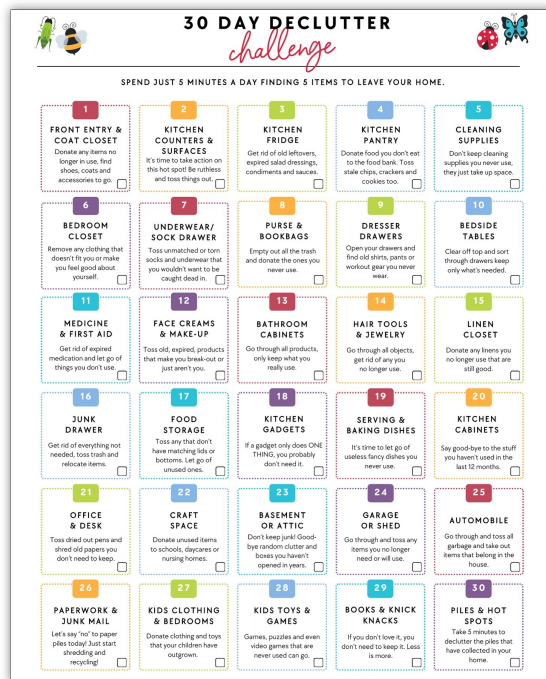 30 DAY DECLUTTER
challenge
SPEND JUST 5 MINUTES A DAY FINDING 5 ITEMS TO LEAVE YOUR HOME.
1
FRONT ENTRY &
COAT CLOSET
Donate any items no
longer in use, find
shoes, coats and
accessories to go.
2
KITCHEN
COUNTERS &
SURFACES
It's time to take action on
this hot spot! Be ruthless
and toss things out.
3
KITCHEN
FRIDGE
Get rid of old leftovers,
expired salad dressings,
condiments and sauces.
4
KITCHEN
PANTRY
Donate food you don't eat
to the food bank. Toss
stale chips, crackers and
cookies too.
5
CLEANING
SUPPLIES
Don't keep cleaning
supplies you never use,
they just take up space.
6
BEDROOM
CLOSET
Remove any clothing that
doesn't fit you or make
you feel good about
yourself.
7
UNDERWEAR/
SOCK DRAWER
Toss unmatched or torn
socks and underwear that
you wouldn't want to be
caught dead in.
8
PURSE &
BOOKBAGS
Empty out all the trash
and donate the ones you
never use.
9
DRESSER
DRAWERS
Open your drawers and
find old shirts, pants or
workout gear you never
wear.
10
BEDSIDE
TABLES
Clear off top and sort
through drawers keep
only what's needed.
11
MEDICINE
& FIRST AID
Get rid of expired
medication and let go of
things you don't use.
12
FACE CREAMS
& MAKE-UP
Toss old, expired, products
that make you break-out or
just aren't you.
13
BATHROOM
CABINETS
Go through all products,
only keep what you
really use.
14
HAIR TOOLS
& JEWELRY
Go through all objects,
get rid of any you
no longer use.
15
LINEN
CLOSET
Donate any linens you
no longer use that are
still good.
16
JUNK
DRAWER
Get rid of everything not
needed, toss trash and
relocate items.
17
FOOD
STORAGE
Toss any that don't
have matching lids or
bottoms. Let go of
unused ones.
18
KITCHEN
GADGETS
If a gadget only does ONE
THING, you probably
don't need it.
19
SERVING &
BAKING DISHES
It's time to let go of
useless fancy dishes you
never use.
20
KITCHEN
CABINETS
Say good-bye to the stuff
you haven't used in the
last 12 months.
21
OFFICE
& DESK
Toss dried out pens and
shred old papers you
don't need to keep.
22
CRAFT
SPACE
Donate unused items
to schools, daycares or
nursing homes.
23
BASEMENT
OR ATTIC
Don't keep junk! Good-
bye random clutter and
boxes you haven't
opened in years.
24
GARAGE
OR SHED
Go through and toss any
items you no longer
need or will use.
25
AUTOMOBILE
Go through and toss all
garbage and take out
items that belong in the
house.
26
PAPERWORK &
JUNK MAIL
Let's say "no" to paper
piles today! Just start
shredding and
recycling!
27
KIDS CLOTHING
& BEDROOMS
Donate clothing and toys
that your children have
outgrown.
28
KIDS TOYS &
GAMES
Games, puzzles and even
video games that are
never used can go.
29
BOOKS & KNICK
KNACKS
If you don't love it, you
don't need to keep it. Less
is more.
30
PILES & HOT
SPOTS
Take 5 minutes to
declutter the piles that
have collected in your
home.